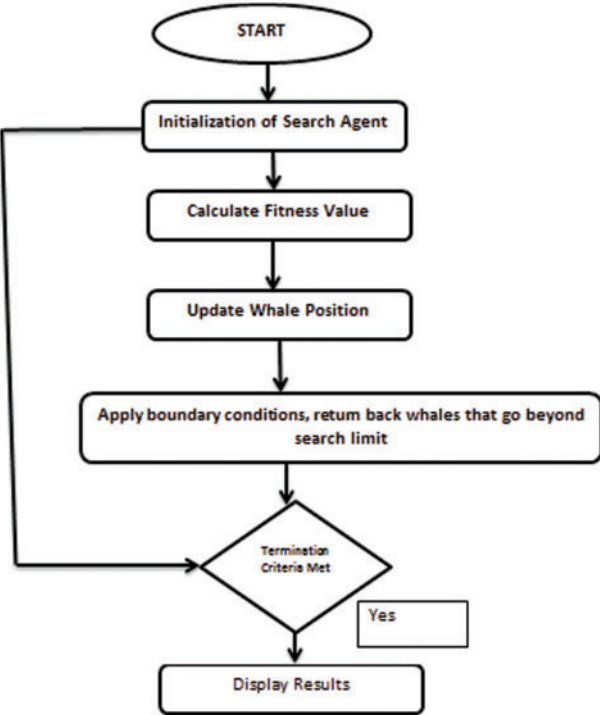 START
Initialization of Search Agent
Calculate Fitness Value
Update Whale Position
Apply boundary conditions, return back whales that go beyond
search limit
Termination
Criteria Met
Yes
Display Results